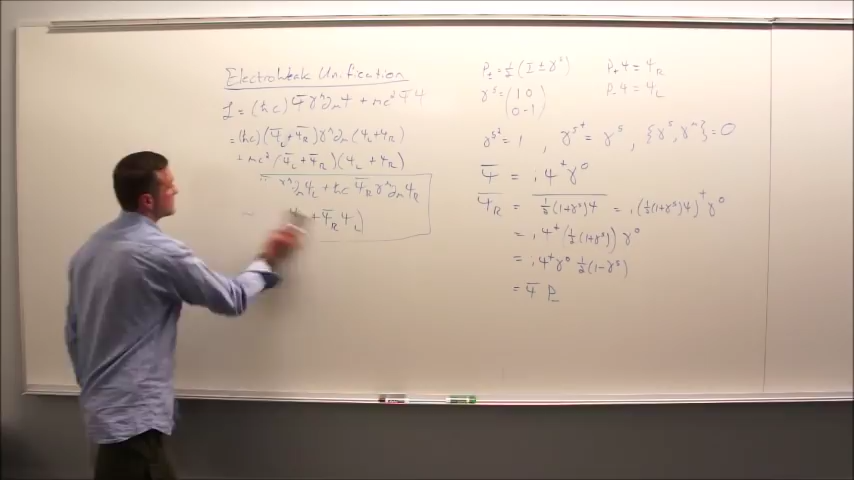 Electroweak Unification
ℒ = (ħc) Ψ̄ γ^μ ∂_μ Ψ + mc² Ψ̄ Ψ
= (ħc) (Ψ̄_L + Ψ̄_R) γ^μ ∂_μ (Ψ_L + Ψ_R)
+ mc² (Ψ̄_L + Ψ̄_R) (Ψ_L + Ψ_R)
γ^μ ∂_μ Ψ_L + ħc Ψ̄_R γ^μ ∂_μ Ψ_R
+ Ψ̄_R Ψ_L)
P_± = ½ (I ± γ⁵)
γ⁵ = (1 0
0 -1)
P_+ Ψ = Ψ_R
P_- Ψ = Ψ_L
γ⁵² = 1 , γ⁵† = γ⁵ , {γ⁵, γ^μ} = 0
Ψ̄ = i Ψ† γ⁰
Ψ̄_R = ½(1+γ⁵)Ψ = i (½(1+γ⁵)Ψ)† γ⁰
= i Ψ† (½(1+γ⁵)) γ⁰
= i Ψ† γ⁰ ½(1-γ⁵)
= Ψ̄ P_-